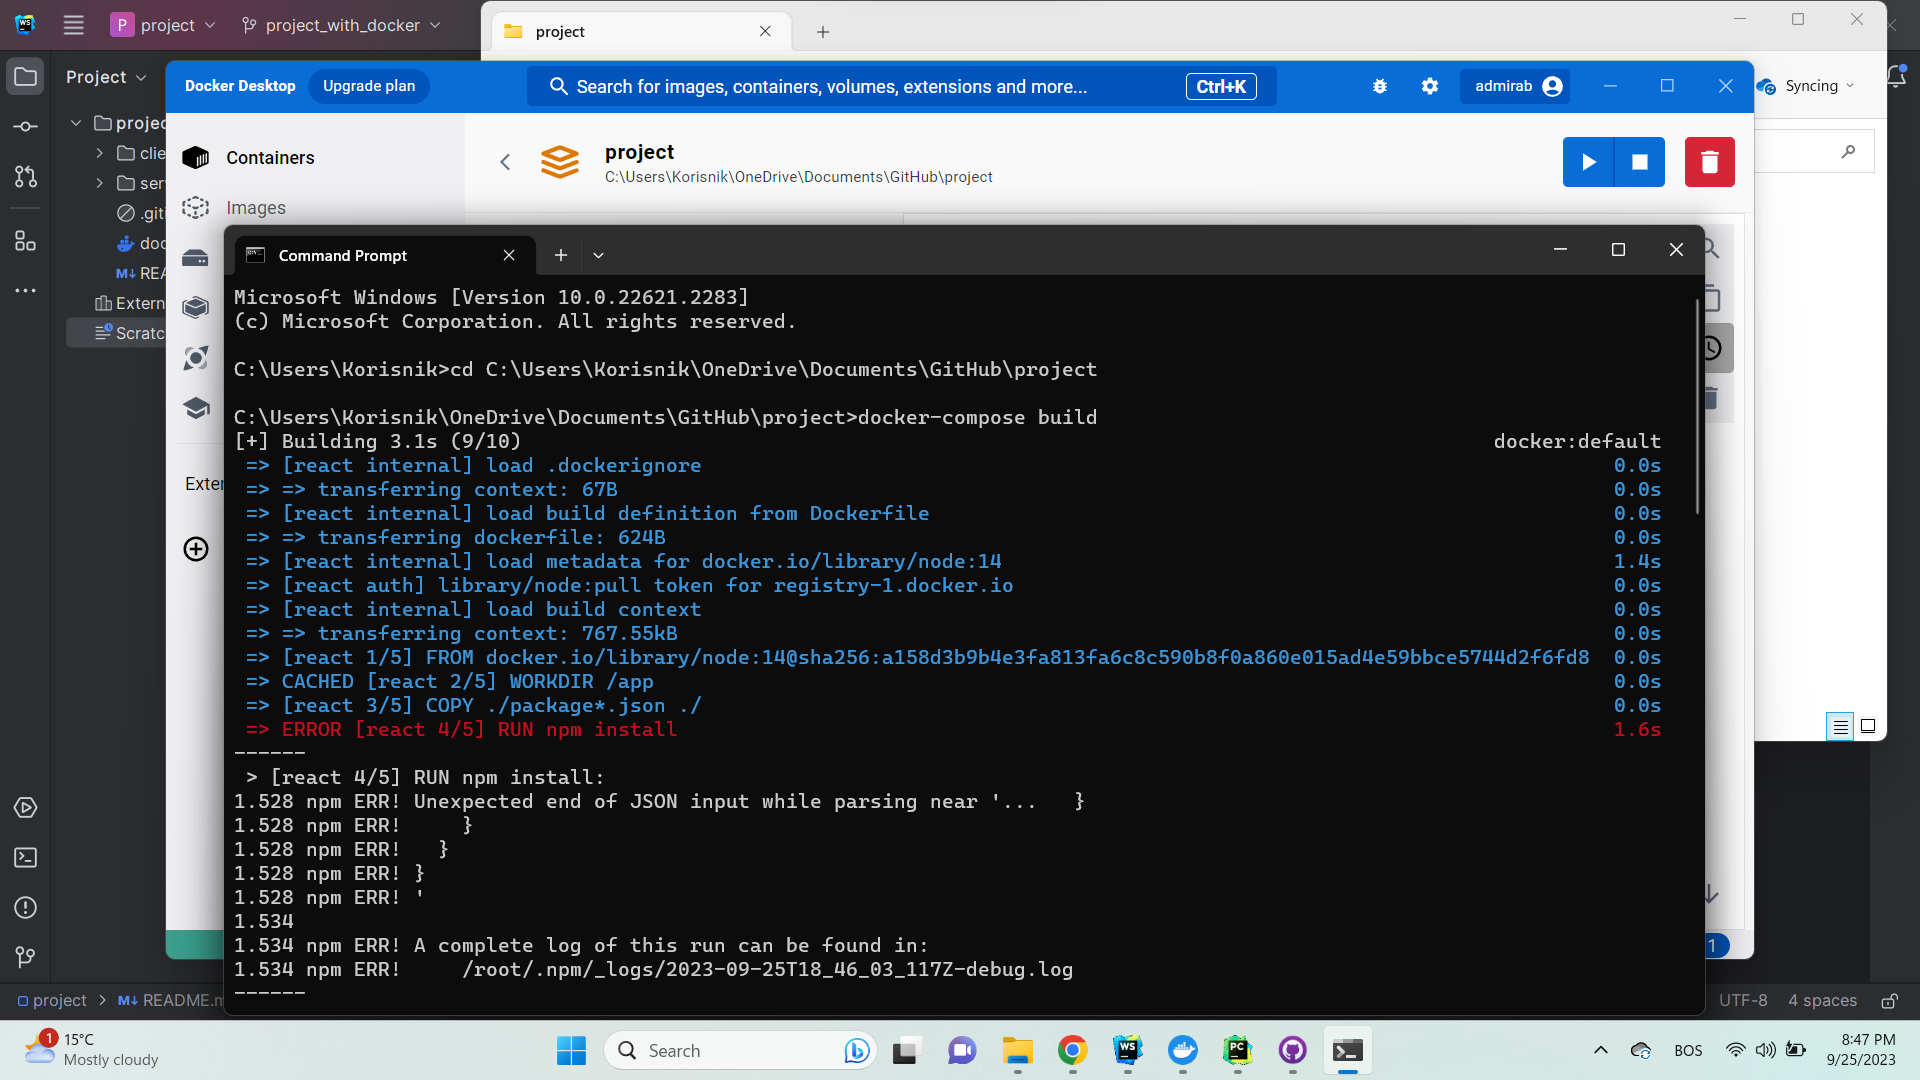 P project
project_with_docker
project
Project
Docker Desktop
Upgrade plan
Search for images, containers, volumes, extensions and more...
Ctrl+K
admirab
Syncing
projec
clie
ser
.git
doc
M↓ REA
Extern
Scratc
Containers
Images
Exter
project
C:\Users\Korisnik\OneDrive\Documents\GitHub\project
Command Prompt
Microsoft Windows [Version 10.0.22621.2283]
(c) Microsoft Corporation. All rights reserved.
C:\Users\Korisnik>cd C:\Users\Korisnik\OneDrive\Documents\GitHub\project
C:\Users\Korisnik\OneDrive\Documents\GitHub\project>docker-compose build
[+] Building 3.1s (9/10) docker:default
=> [react internal] load .dockerignore 0.0s
=> => transferring context: 67B 0.0s
=> [react internal] load build definition from Dockerfile 0.0s
=> => transferring dockerfile: 624B 0.0s
=> [react internal] load metadata for docker.io/library/node:14 1.4s
=> [react auth] library/node:pull token for registry-1.docker.io 0.0s
=> [react internal] load build context 0.0s
=> => transferring context: 767.55kB 0.0s
=> [react 1/5] FROM docker.io/library/node:14@sha256:a158d3b9b4e3fa813fa6c8c590b8f0a860e015ad4e59bbce5744d2f6fd8 0.0s
=> CACHED [react 2/5] WORKDIR /app 0.0s
=> [react 3/5] COPY ./package*.json ./ 0.0s
=> ERROR [react 4/5] RUN npm install 1.6s
------
> [react 4/5] RUN npm install:
1.528 npm ERR! Unexpected end of JSON input while parsing near '...   }
1.528 npm ERR!     }
1.528 npm ERR!   }
1.528 npm ERR! }
1.528 npm ERR! '
1.534
1.534 npm ERR! A complete log of this run can be found in:
1.534 npm ERR!     /root/.npm/_logs/2023-09-25T18_46_03_117Z-debug.log
------
1
project > M↓ README.m
UTF-8 4 spaces
1
15°C
Mostly cloudy
Search
WS
PC
BOS
8:47 PM
9/25/2023